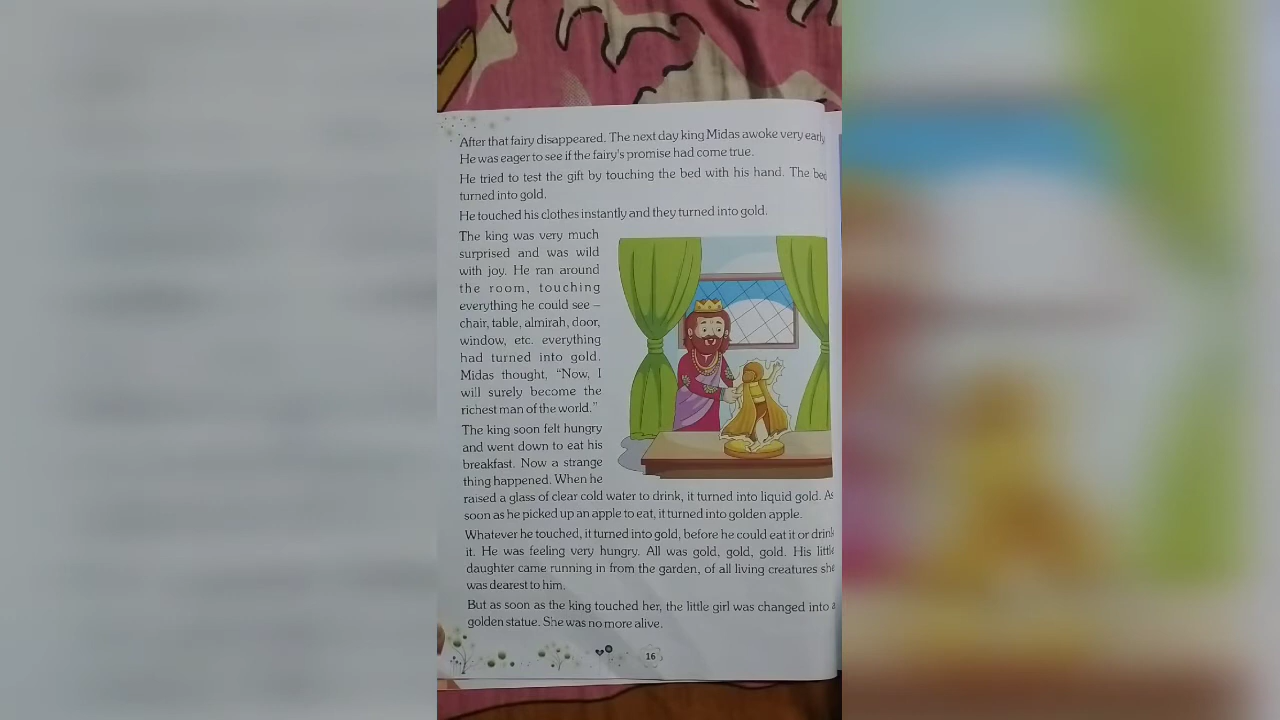 After that fairy disappeared. The next day king Midas awoke very early
He was eager to see if the fairy's promise had come true.
He tried to test the gift by touching the bed with his hand. The bed
turned into gold.
He touched his clothes instantly and they turned into gold.
The king was very much
surprised and was wild
with joy. He ran around
the room, touching
everything he could see –
chair, table, almirah, door,
window, etc. everything
had turned into gold.
Midas thought, “Now, I
will surely become the
richest man of the world.”
The king soon felt hungry
and went down to eat his
breakfast. Now a strange
thing happened. When he
raised a glass of clear cold water to drink, it turned into liquid gold. As
soon as he picked up an apple to eat, it turned into golden apple.
Whatever he touched, it turned into gold, before he could eat it or drink
it. He was feeling very hungry. All was gold, gold, gold. His little
daughter came running in from the garden, of all living creatures she
was dearest to him.
But as soon as the king touched her, the little girl was changed into a
golden statue. She was no more alive.
16